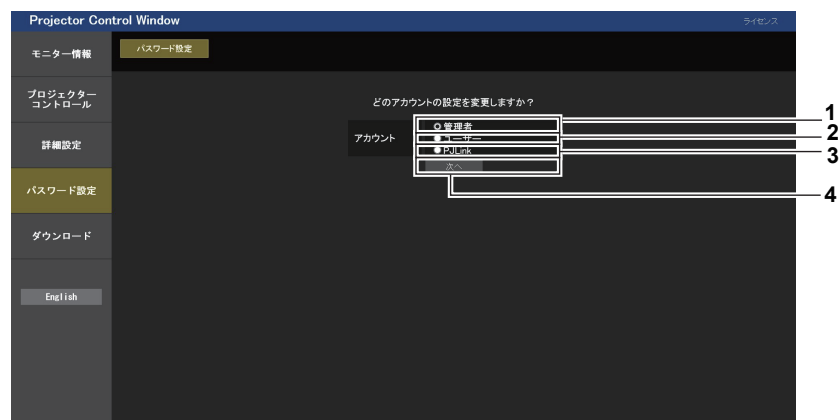 Projector Control Window
ライセンス
モニター情報
パスワード設定
プロジェクター
コントロール
どのアカウントの設定を変更しますか？
1
管理者
2
アカウント
ユーザー
詳細設定
3
PJLink
次へ
4
パスワード設定
ダウンロード
English